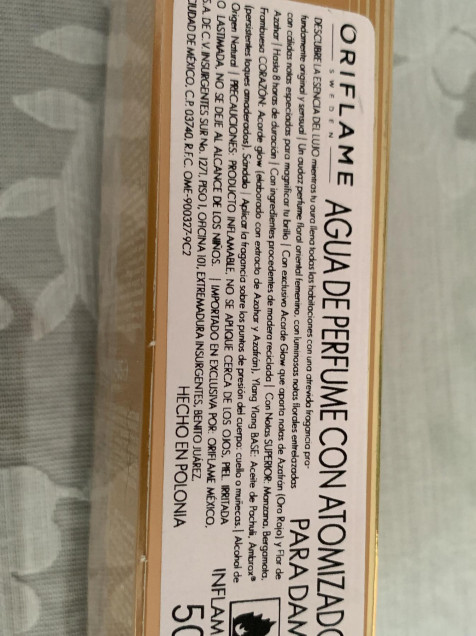 ORIFLAME
SWEDEN
AGUA DE PERFUME CON ATOMIZADO
PARA DAM
DESCUBRE LA ESENCIA DEL LUJO mientras tu aura llena todas las habitaciones con una atrevida fragancia pro-
fundamente original y sensual | Un audaz perfume floral oriental femenino, con luminosas notas florales entrelazadas
con cálidas notas especiadas para magnificar tu brillo | Con exclusivo Acorde Glow que aporta notas de Azafrán (Oro Rojo) y Flor de
Azahar | Hasta 8 horas de duración | Con ingredientes procedentes de madera reciclada | Con Notas SUPERIOR: Manzana, Bergamota,
Frambuesa CORAZÓN: Acorde glow (elaborado con extracto de Azahar y Azafrán), Ylang Ylang BASE: Aceite de Pachuli, Ambrox®
(persistentes toques amaderados), Sándalo | Aplicar la fragancia sobre los puntos de presión del cuerpo: cuello o muñecas | Alcohol de
Origen Natural | PRECAUCIONES: PRODUCTO INFLAMABLE, NO SE APLIQUE CERCA DE LOS OJOS, PIEL IRRITADA
O LASTIMADA. NO SE DEJE AL ALCANCE DE LOS NIÑOS. | IMPORTADO EN EXCLUSIVA POR: ORIFLAME MÉXICO,
S.A. DE C.V. INSURGENTES SUR No. 1271, PISO 1, OFICINA 101, EXTREMADURA INSURGENTES, BENITO JUÁREZ,
CIUDAD DE MÉXICO, C.P. 03740, R.F.C. OME-900327-9C2
HECHO EN POLONIA
INFLAM
50